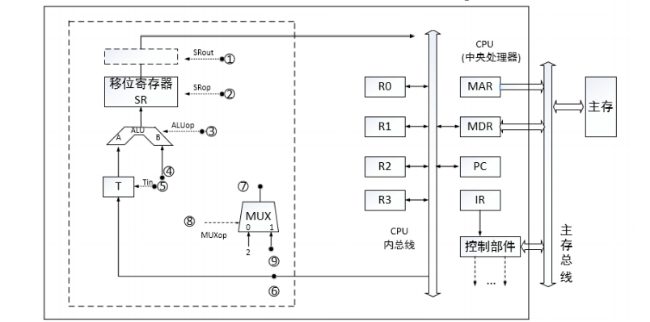 SRout
①
移位寄存器
SR
SRop
②
ALU
A
B
ALUop
③
④
T
Tin
⑤
⑦
⑧
MUX
0
1
MUXop
2
⑨
⑥
CPU
(中央处理器)
R0
MAR
主存
R1
MDR
R2
PC
R3
IR
CPU
内总线
控制部件
...
主
存
总
线